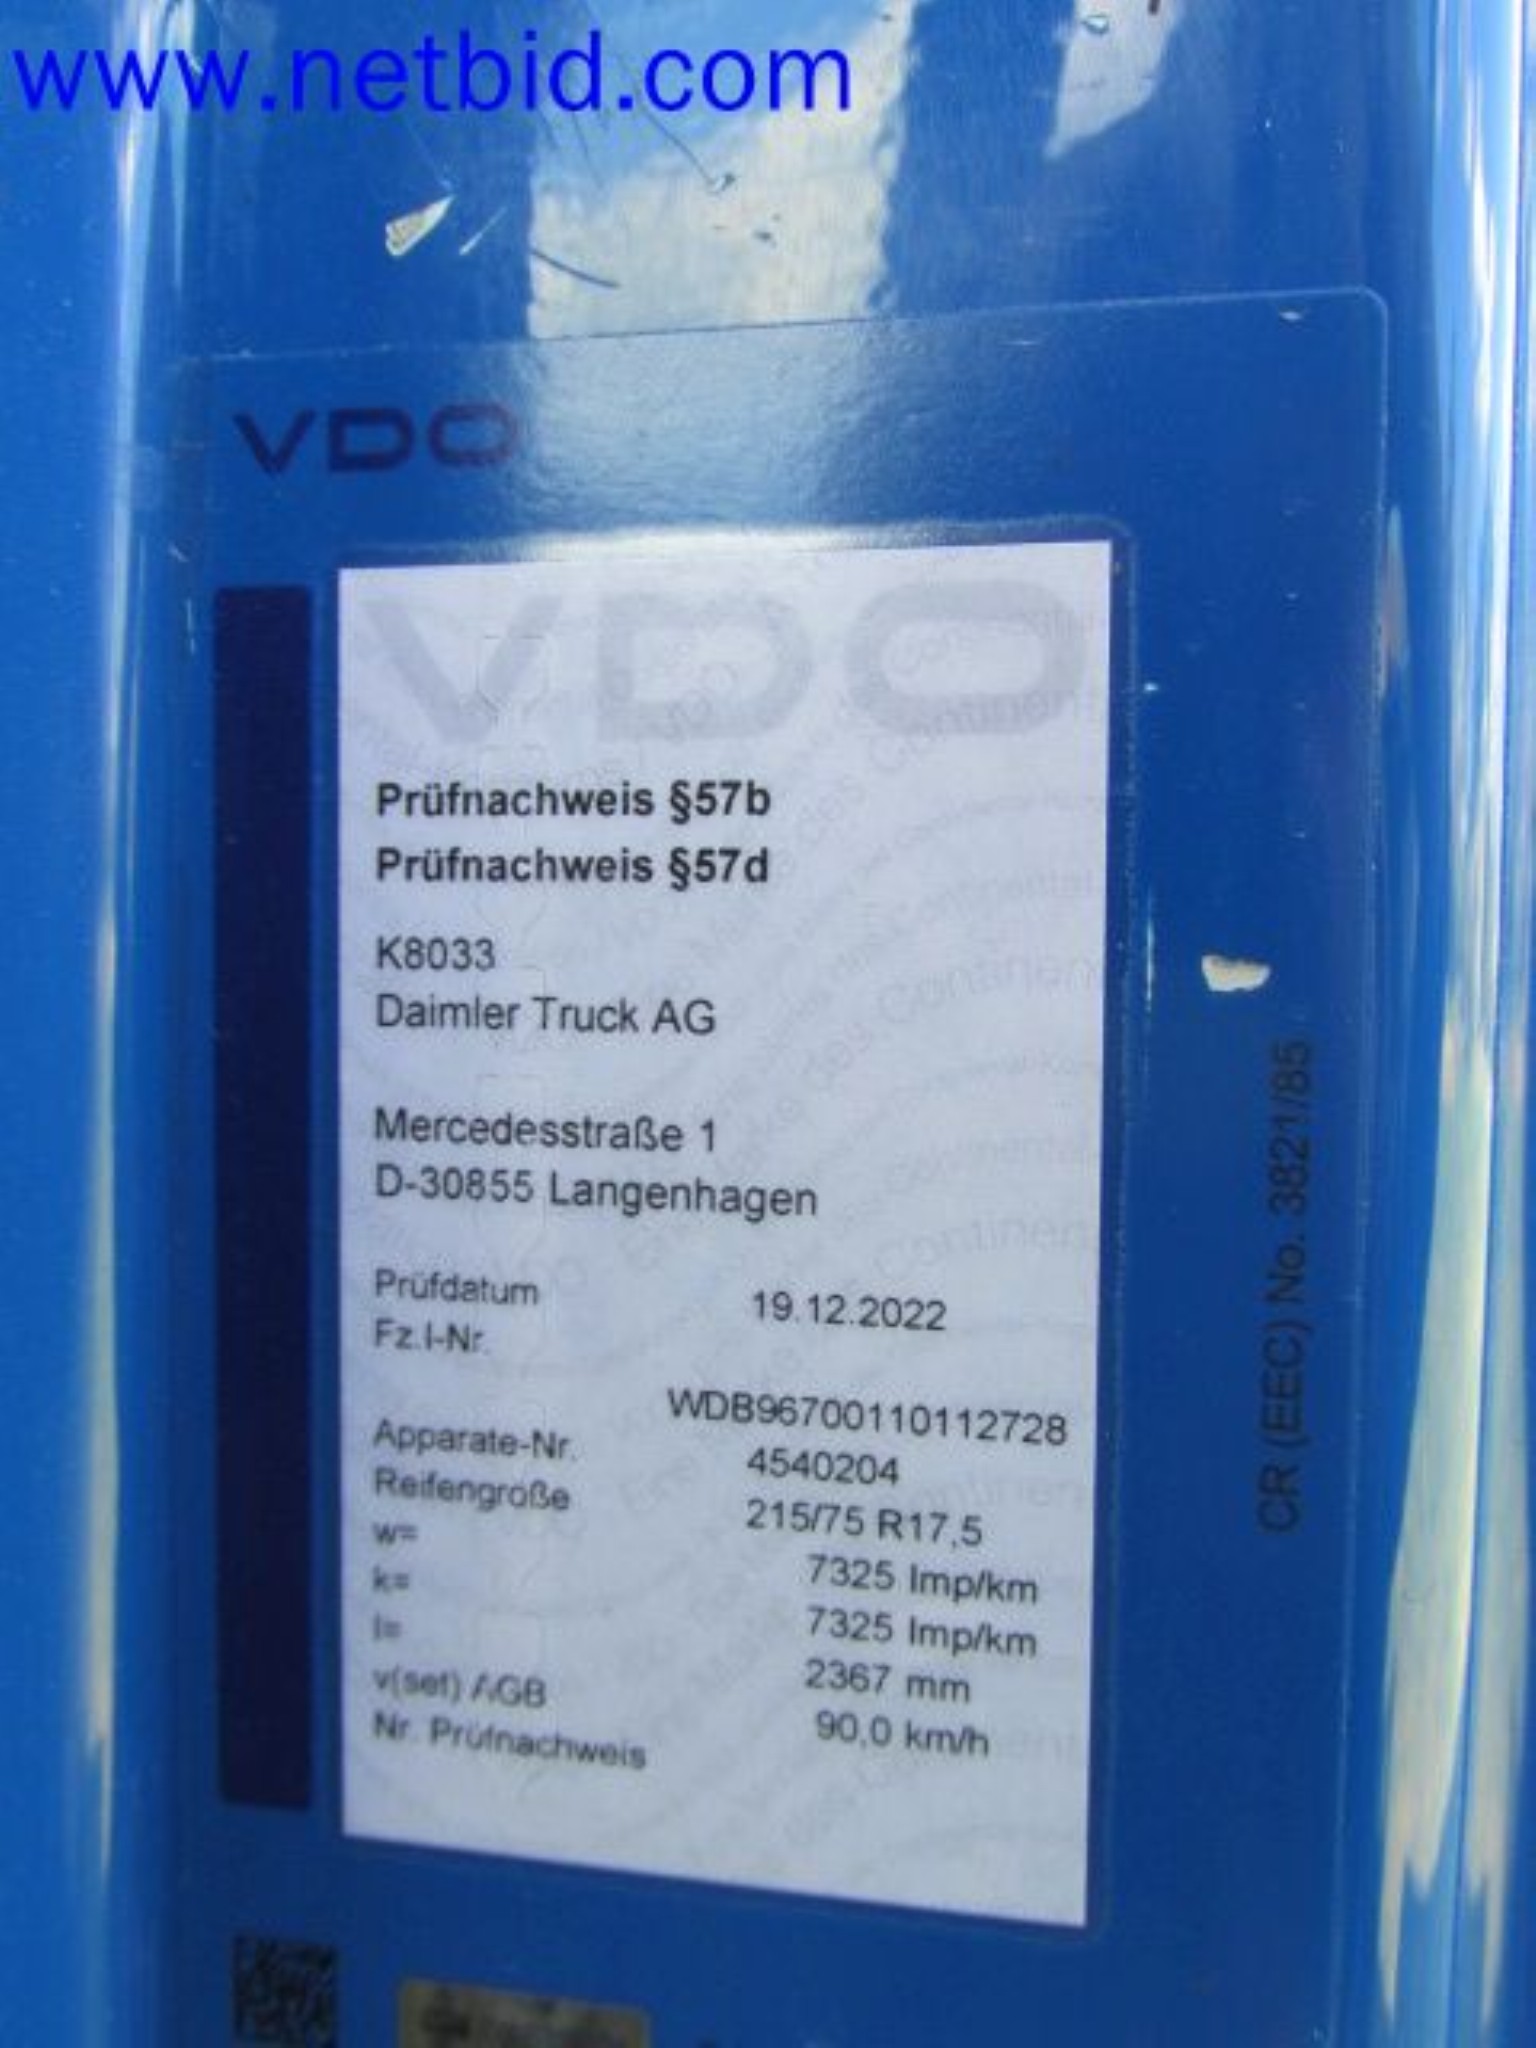 www.netbid.com
VDO
VDO
Prüfnachweis §57b
Prüfnachweis §57d
K8033
Daimler Truck AG
Mercedesstraße 1
D-30855 Langenhagen
Prüfdatum 19.12.2022
Fz.I-Nr.
WDB96700110112728
Apparate-Nr. 4540204
Reifengröße 215/75 R17,5
w= 7325 Imp/km
k= 7325 Imp/km
l= 2367 mm
v(set) AGB 90,0 km/h
Nr. Prüfnachweis
CR (EEC) No. 3821/85